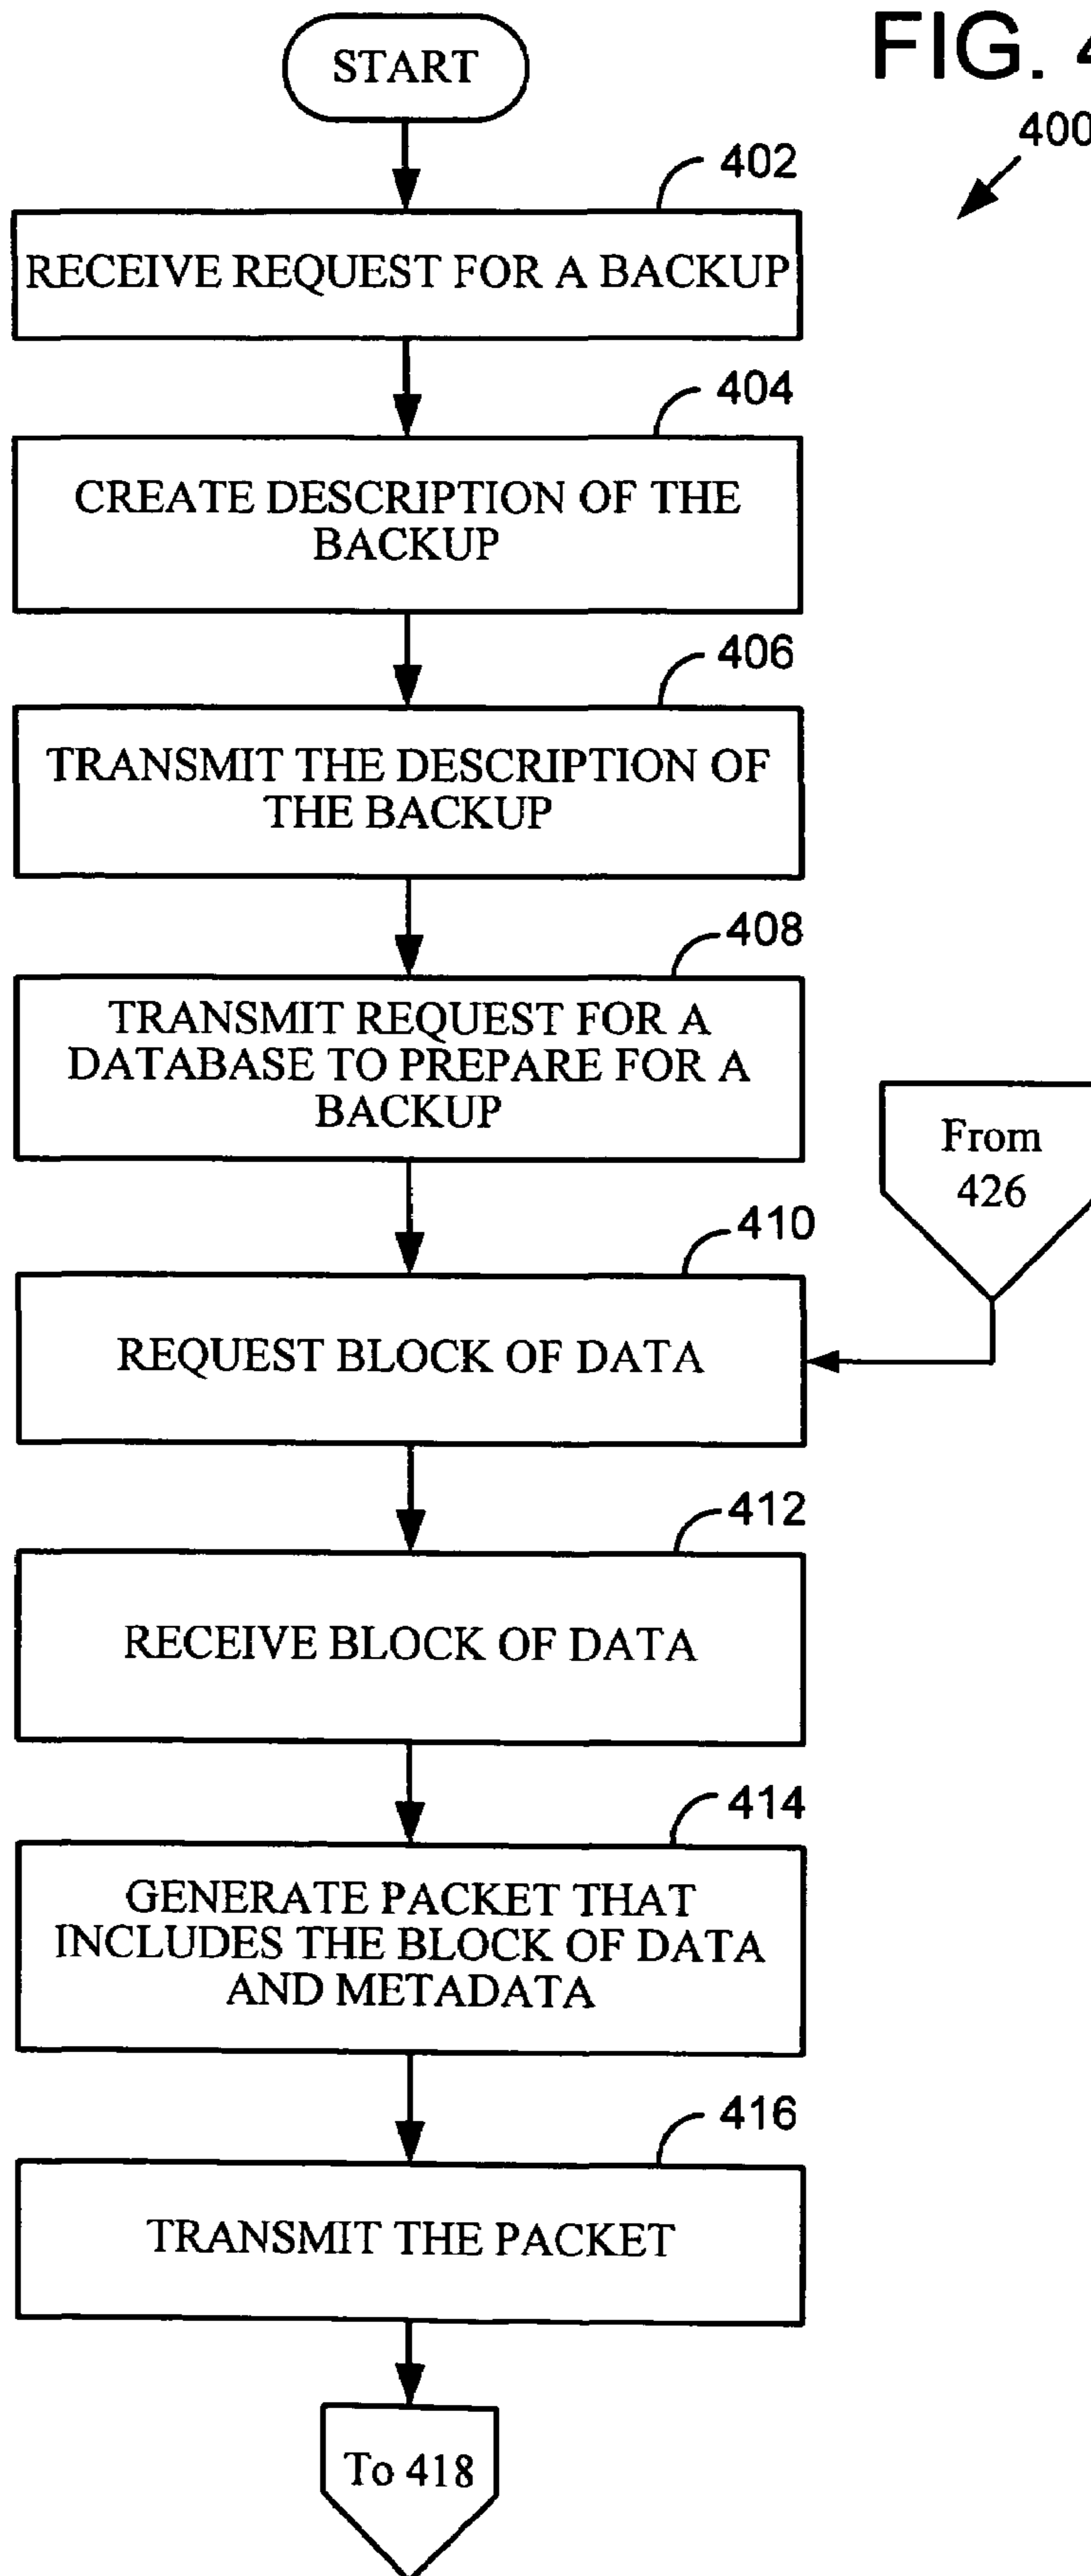 START
FIG. 4
400
402
RECEIVE REQUEST FOR A BACKUP
404
CREATE DESCRIPTION OF THE
BACKUP
406
TRANSMIT THE DESCRIPTION OF
THE BACKUP
408
TRANSMIT REQUEST FOR A
DATABASE TO PREPARE FOR A
BACKUP
From
426
410
REQUEST BLOCK OF DATA
412
RECEIVE BLOCK OF DATA
414
GENERATE PACKET THAT
INCLUDES THE BLOCK OF DATA
AND METADATA
416
TRANSMIT THE PACKET
To 418